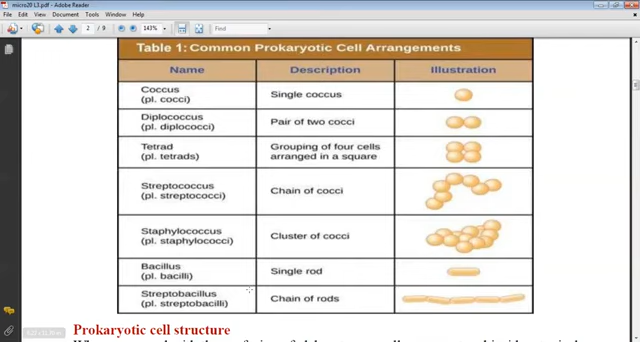 micro20 L3.pdf - Adobe Reader
File Edit View Document Tools Window Help
2 / 9 143% Find
Table 1: Common Prokaryotic Cell Arrangements
Name Description Illustration
Coccus
(pl. cocci)
Single coccus
Diplococcus
(pl. diplococci)
Pair of two cocci
Tetrad
(pl. tetrads)
Grouping of four cells
arranged in a square
Streptococcus
(pl. streptococci)
Chain of cocci
Staphylococcus
(pl. staphylococci)
Cluster of cocci
Bacillus
(pl. bacilli)
Single rod
Streptobacillus
(pl. streptobacilli)
Chain of rods
Prokaryotic cell structure